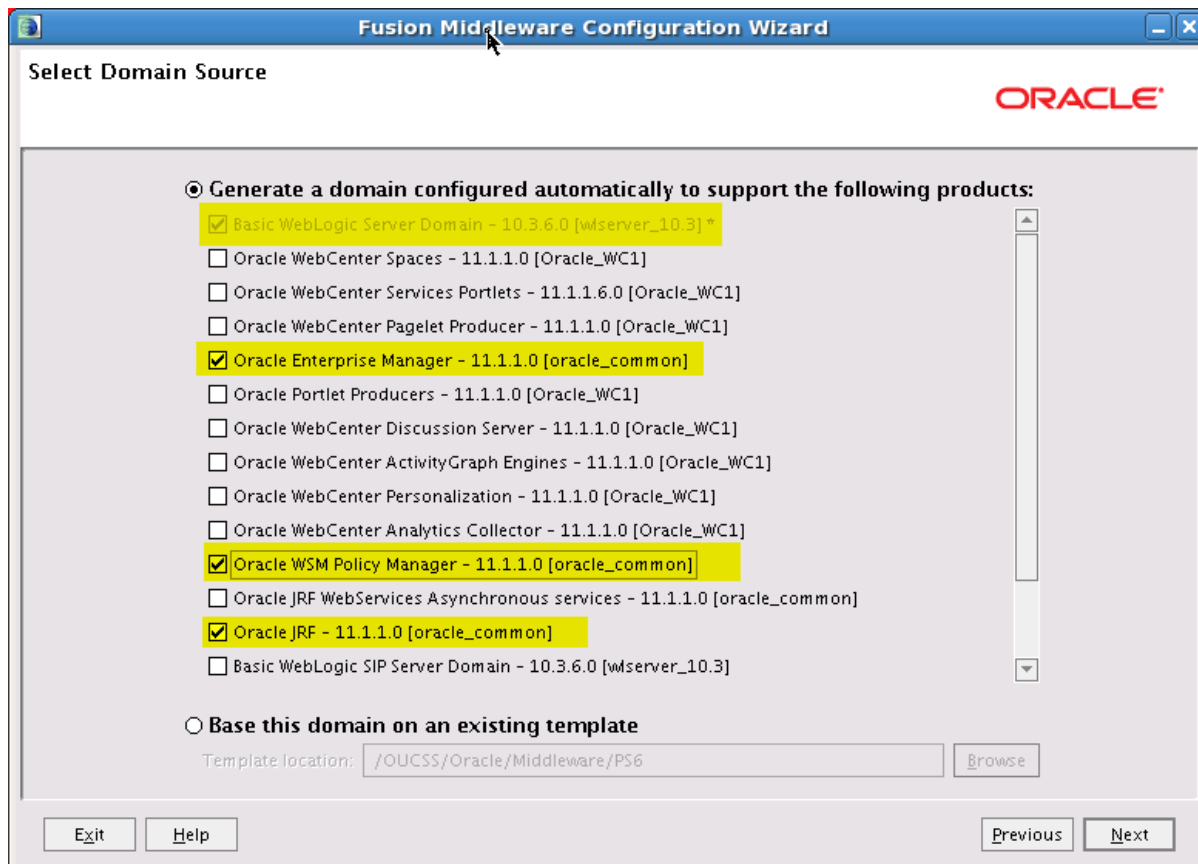 Fusion Middleware Configuration Wizard
Select Domain Source
ORACLE
Generate a domain configured automatically to support the following products:
Basic WebLogic Server Domain - 10.3.6.0 [wlserver_10.3] *
Oracle WebCenter Spaces - 11.1.1.0 [Oracle_WC1]
Oracle WebCenter Services Portlets - 11.1.1.6.0 [Oracle_WC1]
Oracle WebCenter Pagelet Producer - 11.1.1.0 [Oracle_WC1]
Oracle Enterprise Manager - 11.1.1.0 [oracle_common]
Oracle Portlet Producers - 11.1.1.0 [Oracle_WC1]
Oracle WebCenter Discussion Server - 11.1.1.0 [Oracle_WC1]
Oracle WebCenter ActivityGraph Engines - 11.1.1.0 [Oracle_WC1]
Oracle WebCenter Personalization - 11.1.1.0 [Oracle_WC1]
Oracle WebCenter Analytics Collector - 11.1.1.0 [Oracle_WC1]
Oracle WSM Policy Manager - 11.1.1.0 [oracle_common]
Oracle JRF WebServices Asynchronous services - 11.1.1.0 [oracle_common]
Oracle JRF - 11.1.1.0 [oracle_common]
Basic WebLogic SIP Server Domain - 10.3.6.0 [wlserver_10.3]
Base this domain on an existing template
Template location: /OUCSS/Oracle/Middleware/PS6 Browse
Exit Help Previous Next